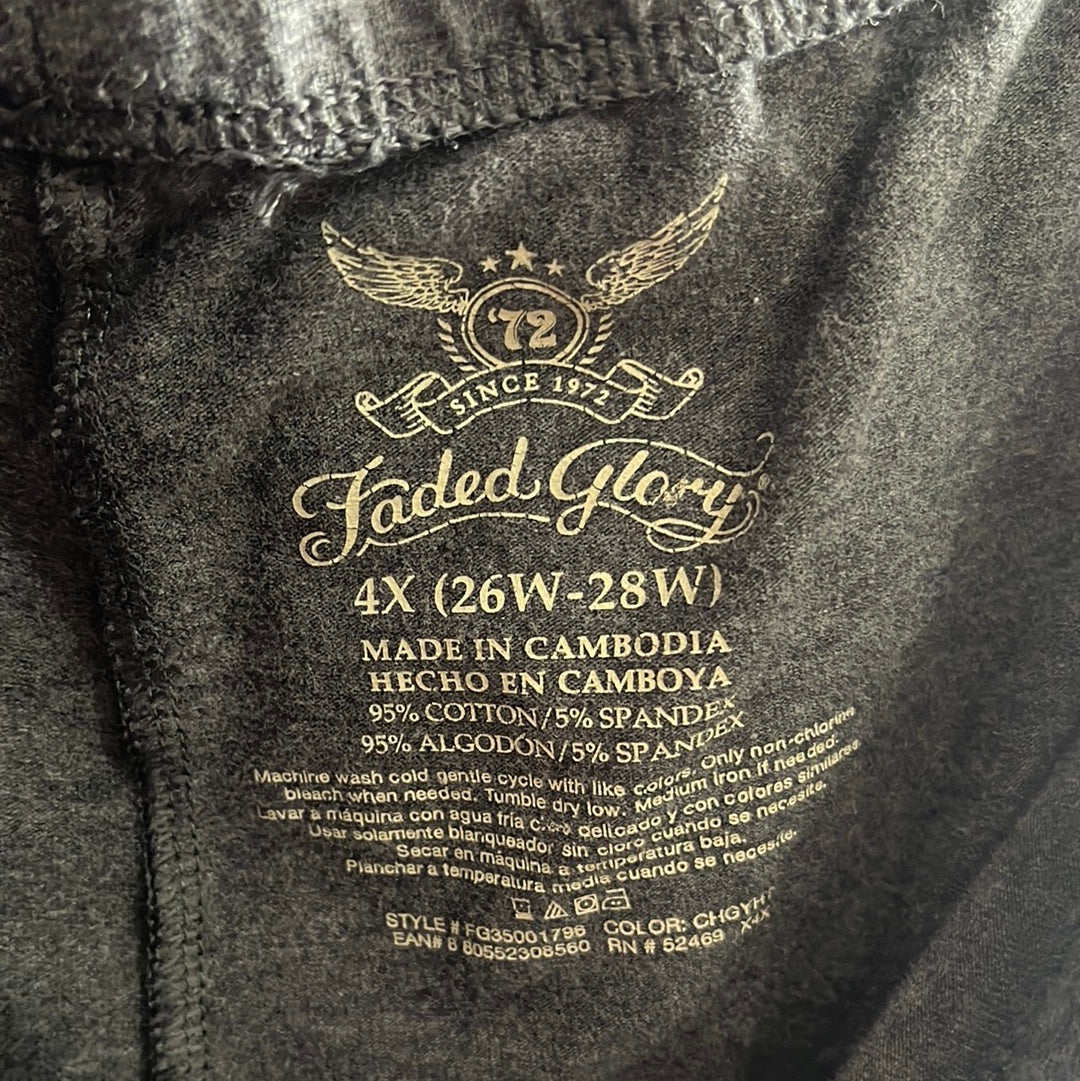 '72
SINCE 1972
Faded Glory
4X (26W-28W)
MADE IN CAMBODIA
HECHO EN CAMBOYA
95% COTTON/5% SPANDEX
95% ALGODÓN/5% SPANDEX
Machine wash cold gentle cycle with like colors. Only non-chlorine
bleach when needed. Tumble dry low. Medium iron if needed.
Lavar a máquina con agua fría delicado y con colores similares.
Usar solamente blanqueador sin cloro cuando se necesite.
Secar en máquina a temperatura baja.
Planchar a temperatura media cuando se necesite.
STYLE # FG35001796 COLOR: CHGYHT
EAN# 6 80552308560 RN # 52469 X4X